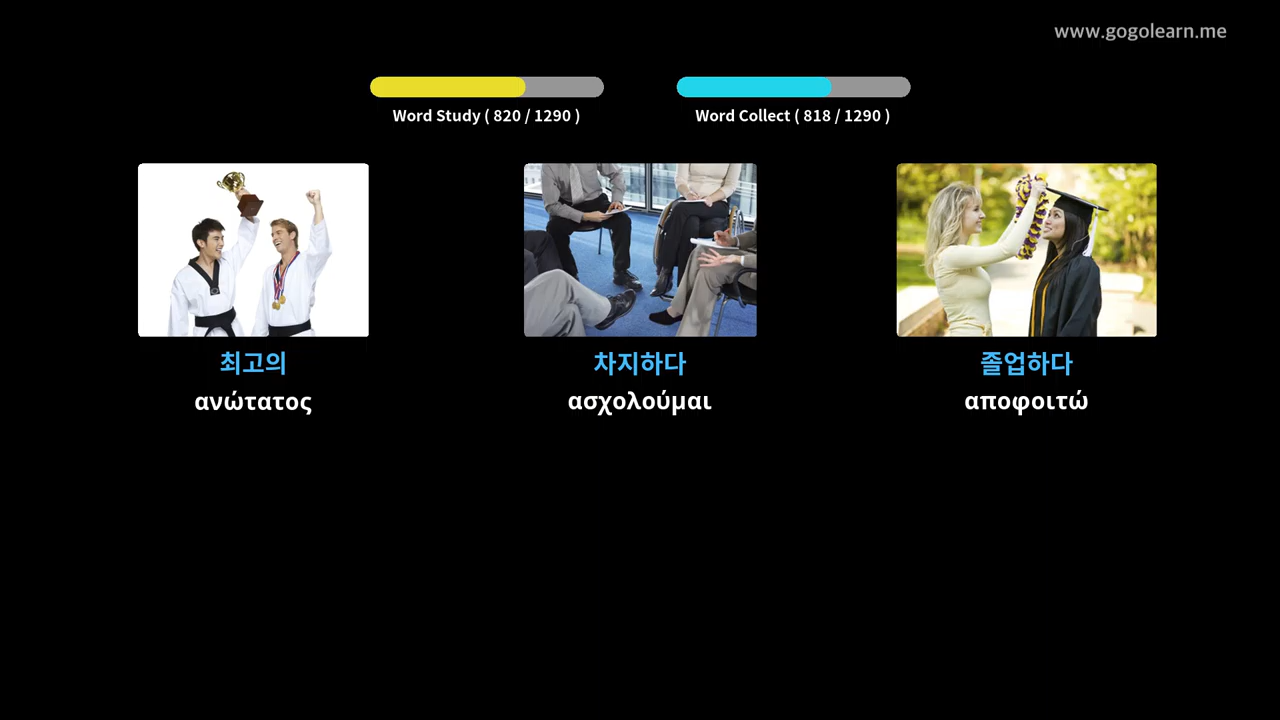 www.gogolearn.me
Word Study ( 820 / 1290 )
Word Collect ( 818 / 1290 )
최고의
차지하다
졸업하다
ανώτατος
ασχολούμαι
αποφοιτώ